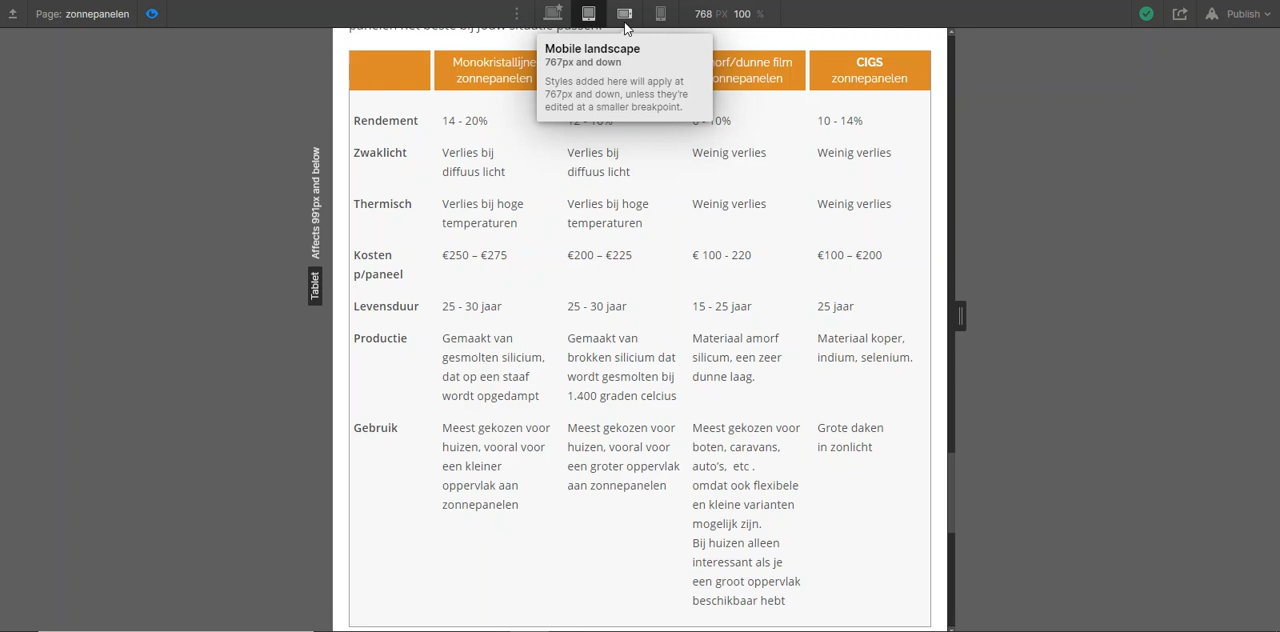 Page: zonnepanelen
768 PX 100 %
Publish
panelen het beste bij jouw situatie passen.
Mobile landscape
767px and down
Styles added here will apply at
767px and down, unless they're
edited at a smaller breakpoint.
Monokristallijne
zonnepanelen
dunne film
zonnepanelen
CIGS
zonnepanelen
Rendement 14 - 20% 10 - 14%
Zwaklicht Verlies bij Verlies bij Weinig verlies Weinig verlies
diffuus licht diffuus licht
Thermisch Verlies bij hoge Verlies bij hoge Weinig verlies Weinig verlies
temperaturen temperaturen
Kosten €250 – €275 €200 – €225 € 100 - 220 €100 – €200
p/paneel
Levensduur 25 - 30 jaar 25 - 30 jaar 15 - 25 jaar 25 jaar
Productie Gemaakt van Gemaakt van Materiaal amorf Materiaal koper,
gesmolten silicium, brokken silicium dat silicum, een zeer indium, selenium.
dat op een staaf wordt gesmolten bij dunne laag.
wordt opgedampt 1.400 graden celcius
Gebruik Meest gekozen voor Meest gekozen voor Meest gekozen voor Grote daken
huizen, vooral voor huizen, vooral voor boten, caravans, in zonlicht
een kleiner een groter oppervlak auto's, etc .
oppervlak aan aan zonnepanelen omdat ook flexibele
zonnepanelen en kleine varianten
mogelijk zijn.
Bij huizen alleen
interessant als je
een groot oppervlak
beschikbaar hebt
Affects 991px and below
Tablet